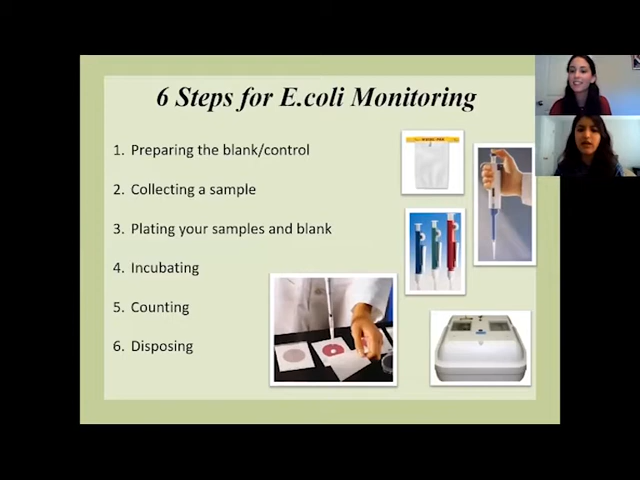 6 Steps for E.coli Monitoring
1. Preparing the blank/control
2. Collecting a sample
3. Plating your samples and blank
4. Incubating
5. Counting
6. Disposing